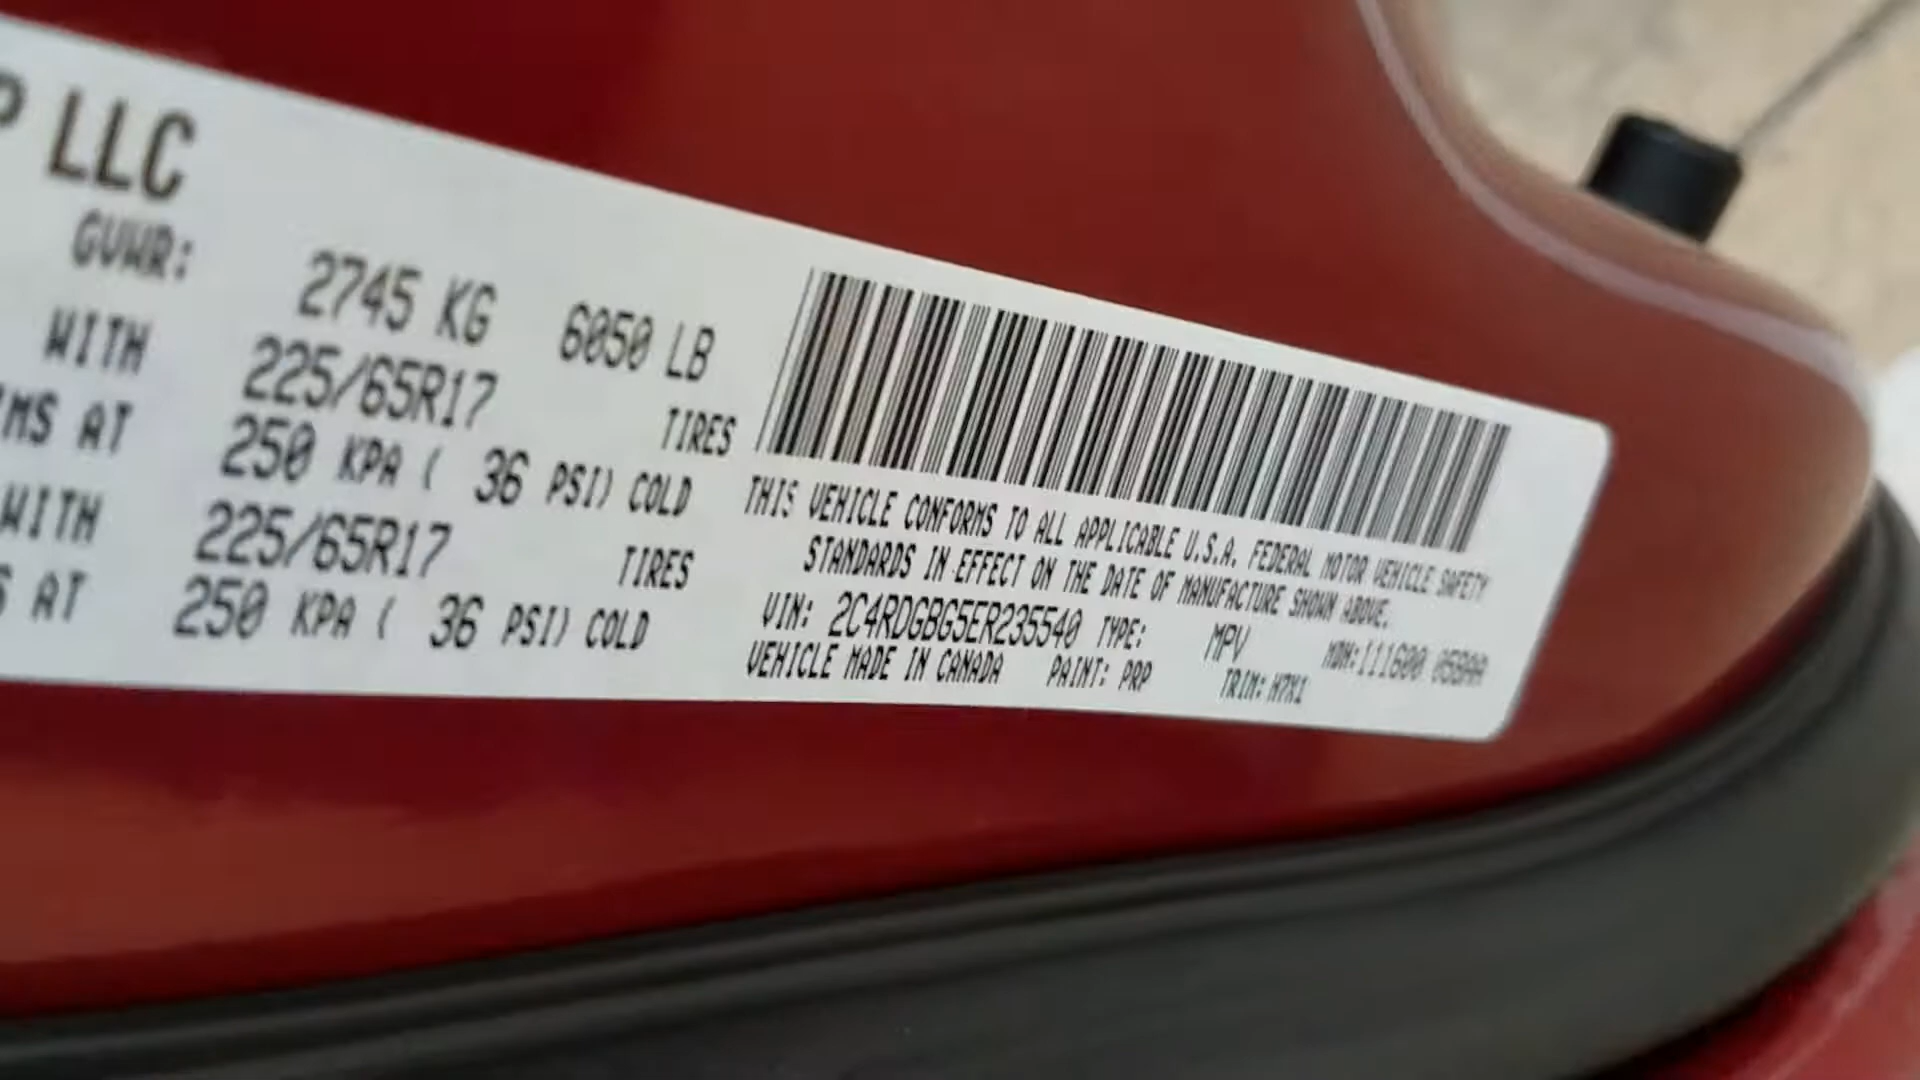 P LLC
GVWR: 2745 KG 6050 LB
WITH 225/65R17 TIRES
MS AT 250 KPA ( 36 PSI) COLD
WITH 225/65R17 TIRES
S AT 250 KPA ( 36 PSI) COLD
THIS VEHICLE CONFORMS TO ALL APPLICABLE U.S.A. FEDERAL MOTOR VEHICLE SAFETY
STANDARDS IN EFFECT ON THE DATE OF MANUFACTURE SHOWN ABOVE.
VIN: 2C4RDGBG5ER235540 TYPE: MPV MDH:111600 058AA
VEHICLE MADE IN CANADA PAINT: PRP TRIM: H7X1